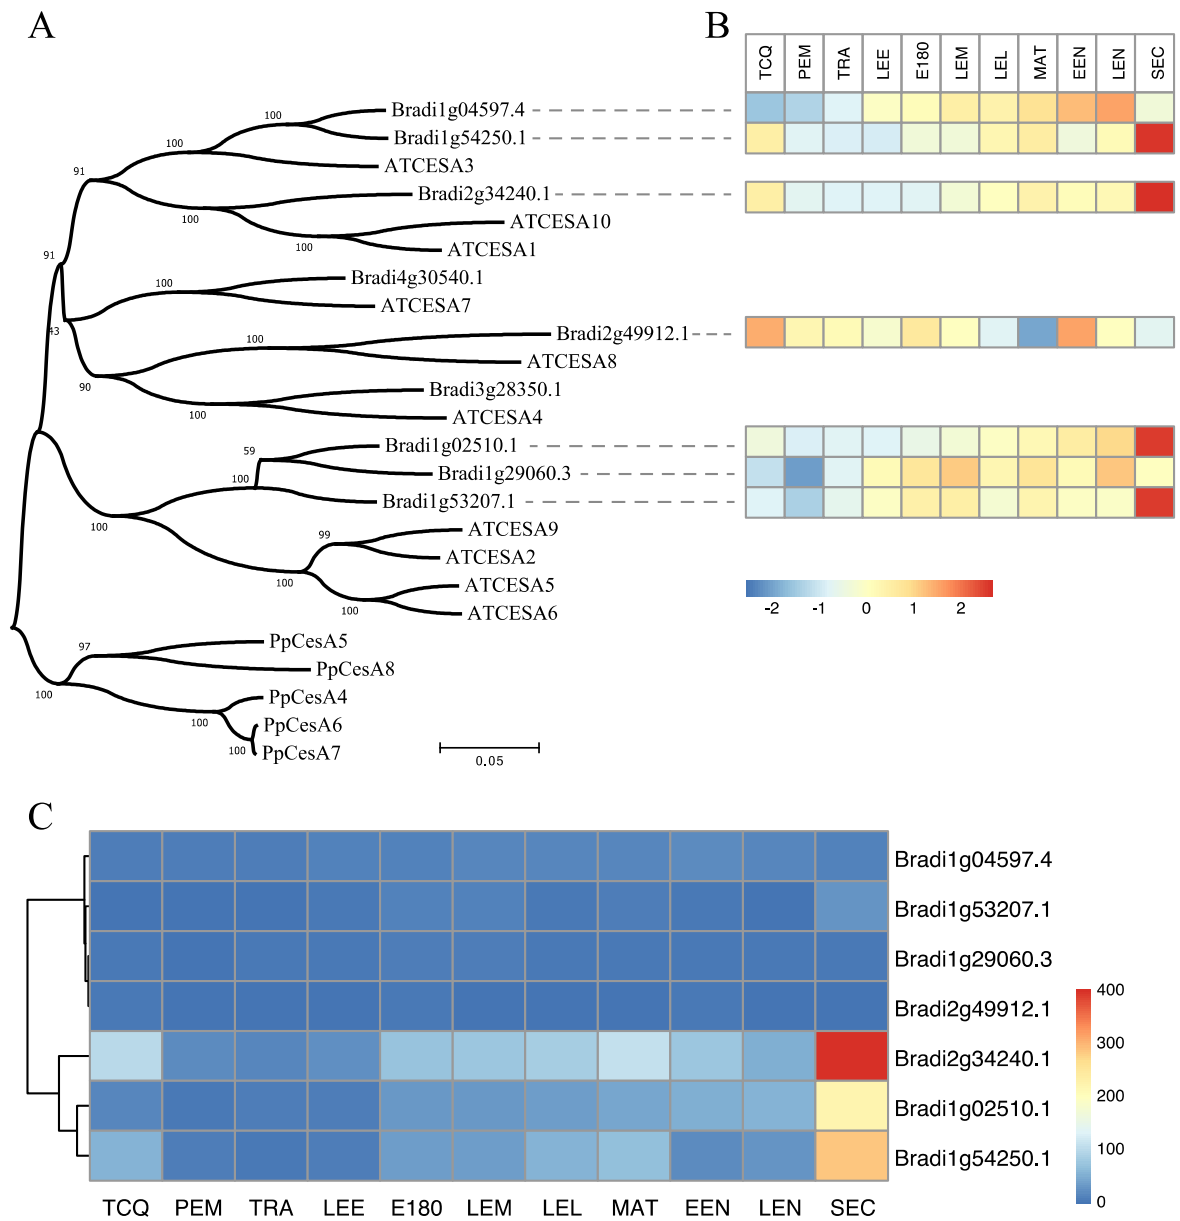 A
B
TCQ PEM TRA LEE E180 LEM LEL MAT EEN LEN SEC
100 Bradi1g04597.4
100 Bradi1g54250.1
91 ATCESA3
Bradi2g34240.1
100 ATCESA10
100 ATCESA1
91
100 Bradi4g30540.1
ATCESA7
43 100 Bradi2g49912.1
ATCESA8
90 Bradi3g28350.1
100 ATCESA4
59 Bradi1g02510.1
100 Bradi1g29060.3
Bradi1g53207.1
100 99 ATCESA9
ATCESA2
100 ATCESA5
100 ATCESA6
-2 -1 0 1 2
97 PpCesA5
PpCesA8
100 PpCesA4
100 PpCesA6
100 PpCesA7
0.05
C
Bradi1g04597.4
Bradi1g53207.1
Bradi1g29060.3
Bradi2g49912.1
Bradi2g34240.1
Bradi1g02510.1
Bradi1g54250.1
400
300
200
100
0
TCQ PEM TRA LEE E180 LEM LEL MAT EEN LEN SEC